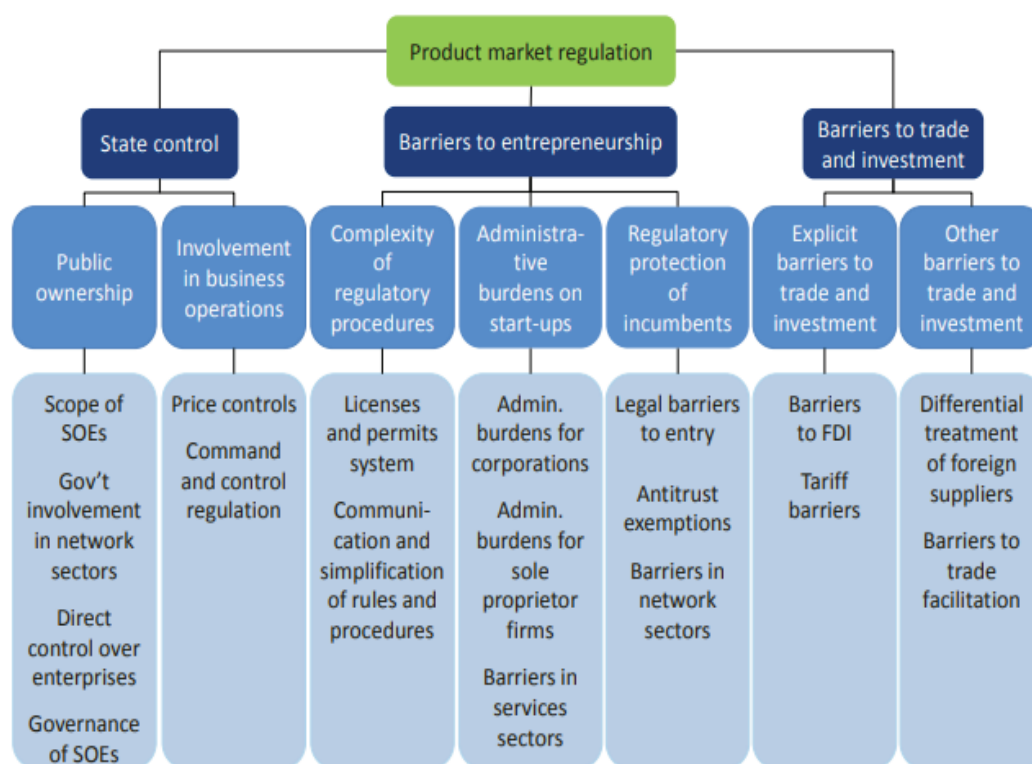 Product market regulation
State control
Barriers to entrepreneurship
Barriers to trade
and investment
Public
ownership
Involvement
in business
operations
Complexity
of
regulatory
procedures
Administra-
tive
burdens on
start-ups
Regulatory
protection
of
incumbents
Explicit
barriers to
trade and
investment
Other
barriers to
trade and
investment
Scope of
SOEs
Gov't
involvement
in network
sectors
Direct
control over
enterprises
Governance
of SOEs
Price controls
Command
and control
regulation
Licenses
and permits
system
Communi-
cation and
simplification
of rules and
procedures
Admin.
burdens for
corporations
Admin.
burdens for
sole
proprietor
firms
Barriers in
services
sectors
Legal barriers
to entry
Antitrust
exemptions
Barriers in
network
sectors
Barriers
to FDI
Tariff
barriers
Differential
treatment
of foreign
suppliers
Barriers to
trade
facilitation